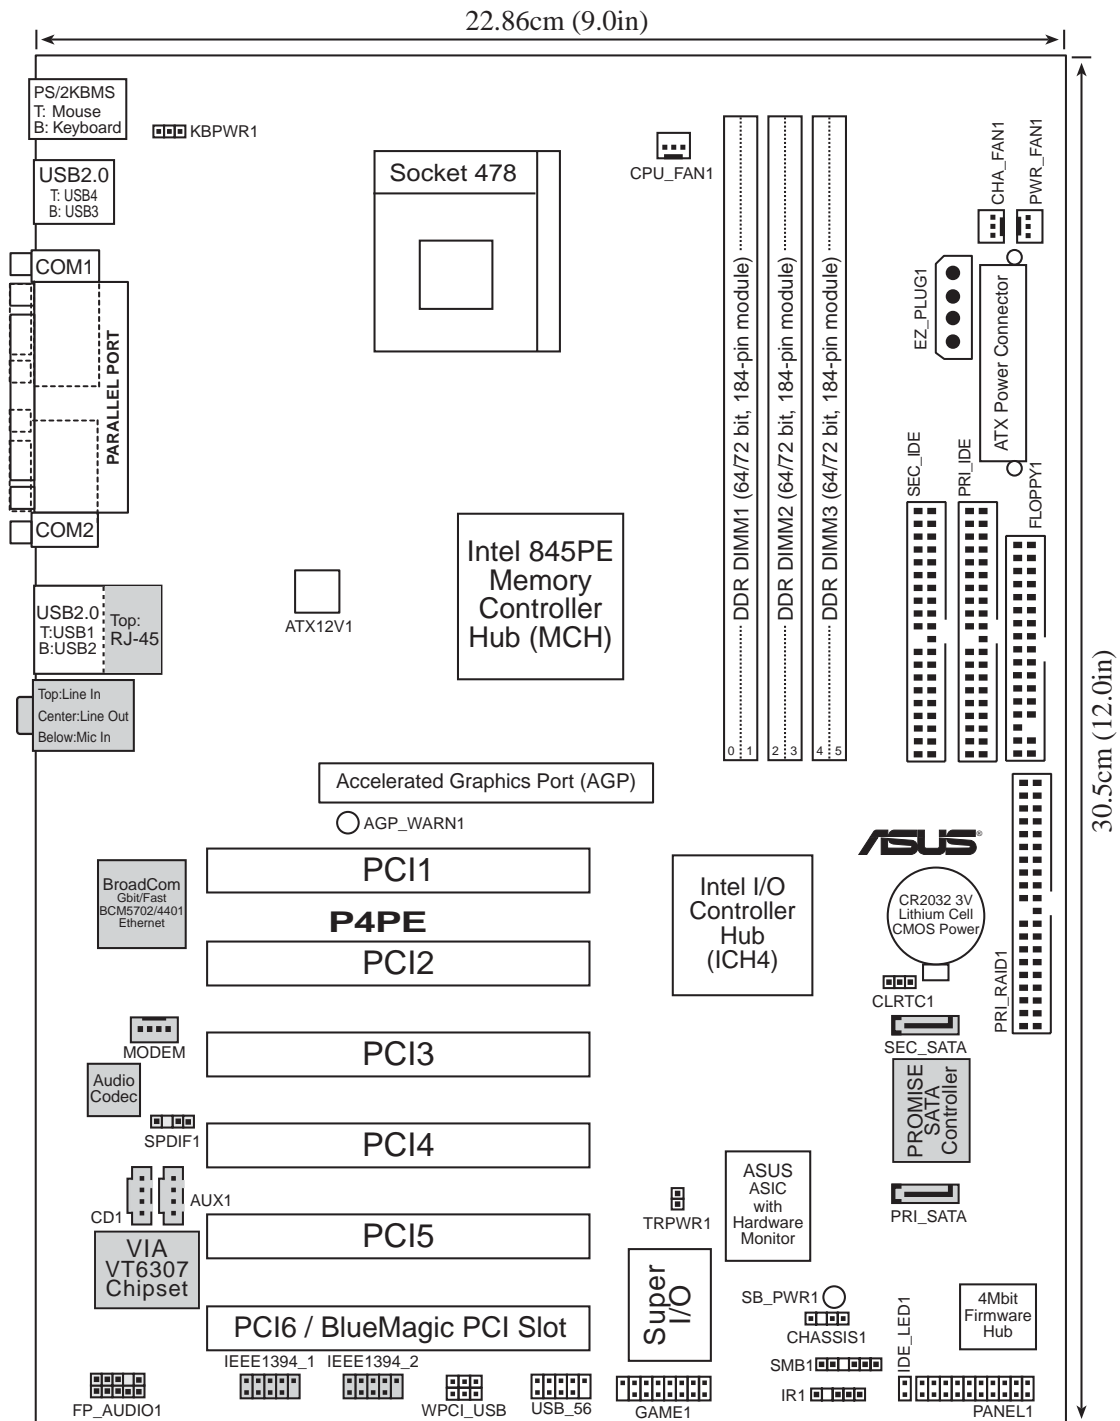 22.86cm (9.0in)
PS/2KBMS
T: Mouse
B: Keyboard
KBPWR1
USB2.0
T: USB4
B: USB3
Socket 478
CPU_FAN1
CHA_FAN1
PWR_FAN1
COM1
PARALLEL PORT
COM2
EZ_PLUG1
ATX Power Connector
DDR DIMM1 (64/72 bit, 184-pin module)
DDR DIMM2 (64/72 bit, 184-pin module)
DDR DIMM3 (64/72 bit, 184-pin module)
0 1
2 3
4 5
SEC_IDE
PRI_IDE
FLOPPY1
Intel 845PE
Memory
Controller
Hub (MCH)
ATX12V1
USB2.0
T:USB1
B:USB2
Top:
RJ-45
Top:Line In
Center:Line Out
Below:Mic In
30.5cm (12.0in)
Accelerated Graphics Port (AGP)
AGP_WARN1
ASUS®
PCI1
BroadCom
Gbit/Fast
BCM5702/4401
Ethernet
P4PE
PCI2
Intel I/O
Controller
Hub
(ICH4)
CR2032 3V
Lithium Cell
CMOS Power
CLRTC1
PRI_RAID1
MODEM
PCI3
SEC_SATA
Audio
Codec
PROMISE
SATA
Controller
SPDIF1
PCI4
CD1
AUX1
TRPWR1
ASUS
ASIC
with
Hardware
Monitor
PRI_SATA
VIA
VT6307
Chipset
PCI5
Super
I/O
SB_PWR1
CHASSIS1
IDE_LED1
4Mbit
Firmware
Hub
PCI6 / BlueMagic PCI Slot
IEEE1394_1
IEEE1394_2
SMB1
IR1
FP_AUDIO1
WPCI_USB
USB_56
GAME1
PANEL1